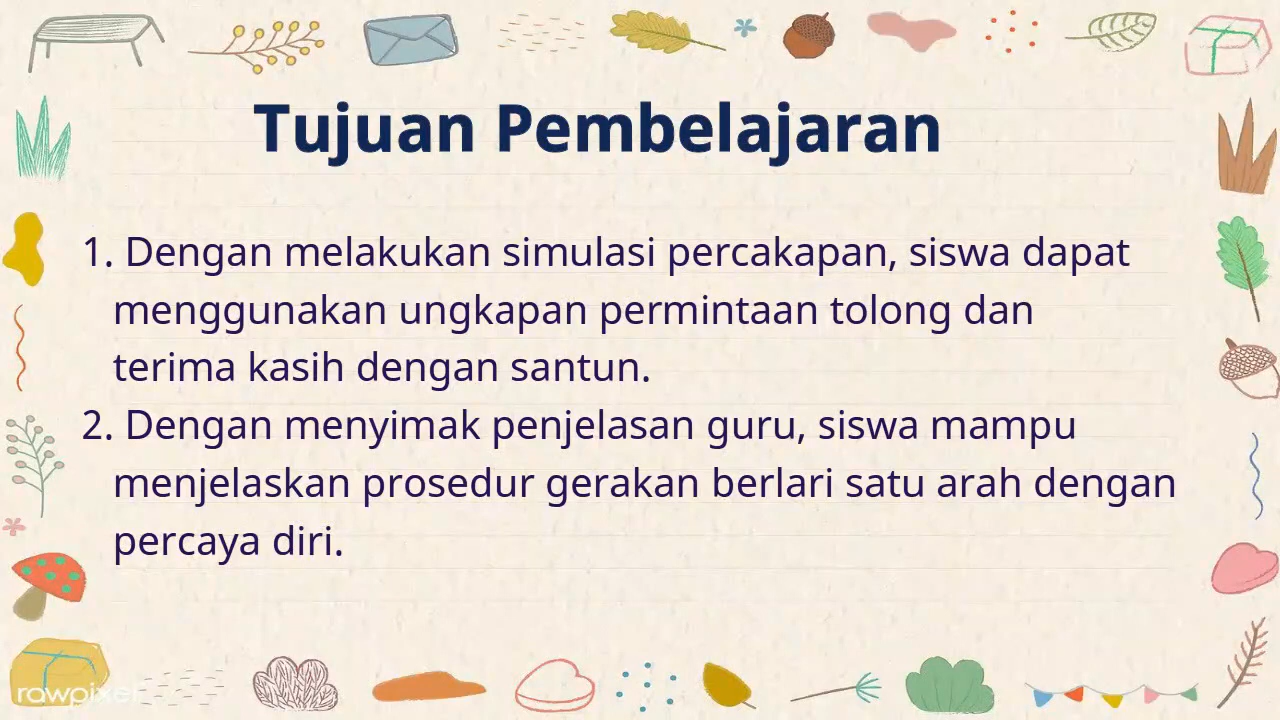 Tujuan Pembelajaran
1. Dengan melakukan simulasi percakapan, siswa dapat
menggunakan ungkapan permintaan tolong dan
terima kasih dengan santun.
2. Dengan menyimak penjelasan guru, siswa mampu
menjelaskan prosedur gerakan berlari satu arah dengan
percaya diri.
rawpixel